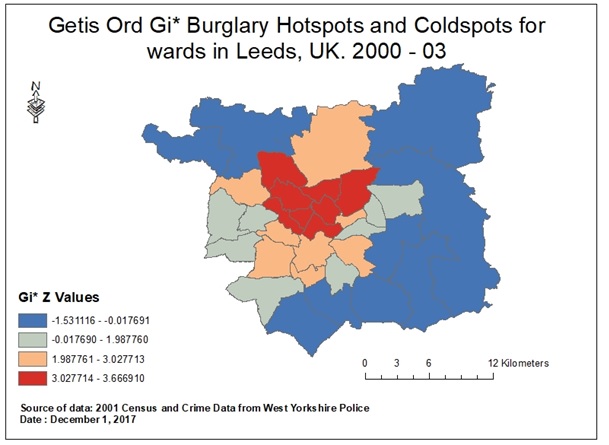 Getis Ord Gi* Burglary Hotspots and Coldspots for
wards in Leeds, UK. 2000 - 03
N
Gi* Z Values
-1.531116 - -0.017691
-0.017690 - 1.987760
1.987761 - 3.027713
3.027714 - 3.666910
0 3 6 12 Kilometers
Source of data: 2001 Census and Crime Data from West Yorkshire Police
Date : December 1, 2017